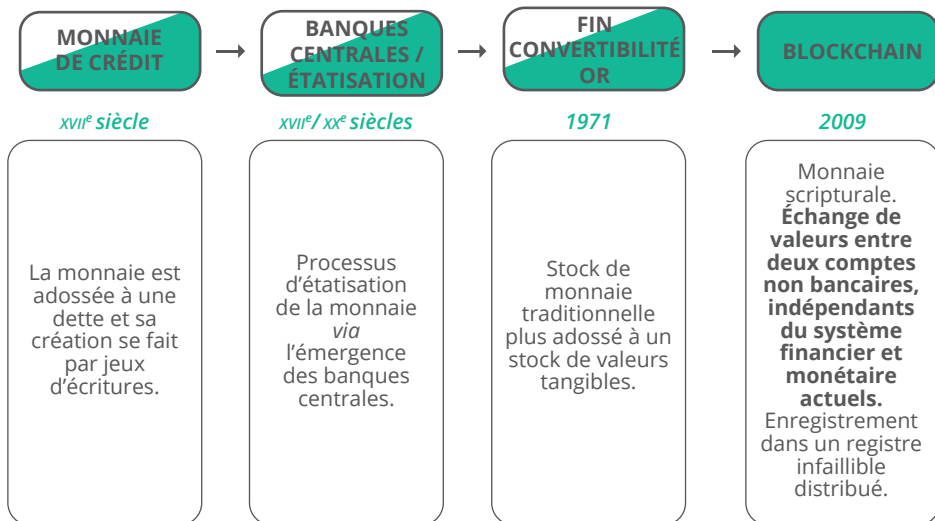 MONNAIE
DE CRÉDIT
BANQUES
CENTRALES /
ÉTATISATION
FIN
CONVERTIBILITÉ
OR
BLOCKCHAIN
XVIIe siècle
XVIIe/ XXe siècles
1971
2009
La monnaie est
adossée à une
dette et sa
création se fait
par jeux
d’écritures.
Processus
d’étatisation
de la monnaie
via
l’émergence
des banques
centrales.
Stock de
monnaie
traditionnelle
plus adossé à un
stock de valeurs
tangibles.
Monnaie
scripturale.
Échange de
valeurs entre
deux comptes
non bancaires,
indépendants
du système
financier et
monétaire
actuels.
Enregistrement
dans un registre
infaillible
distribué.